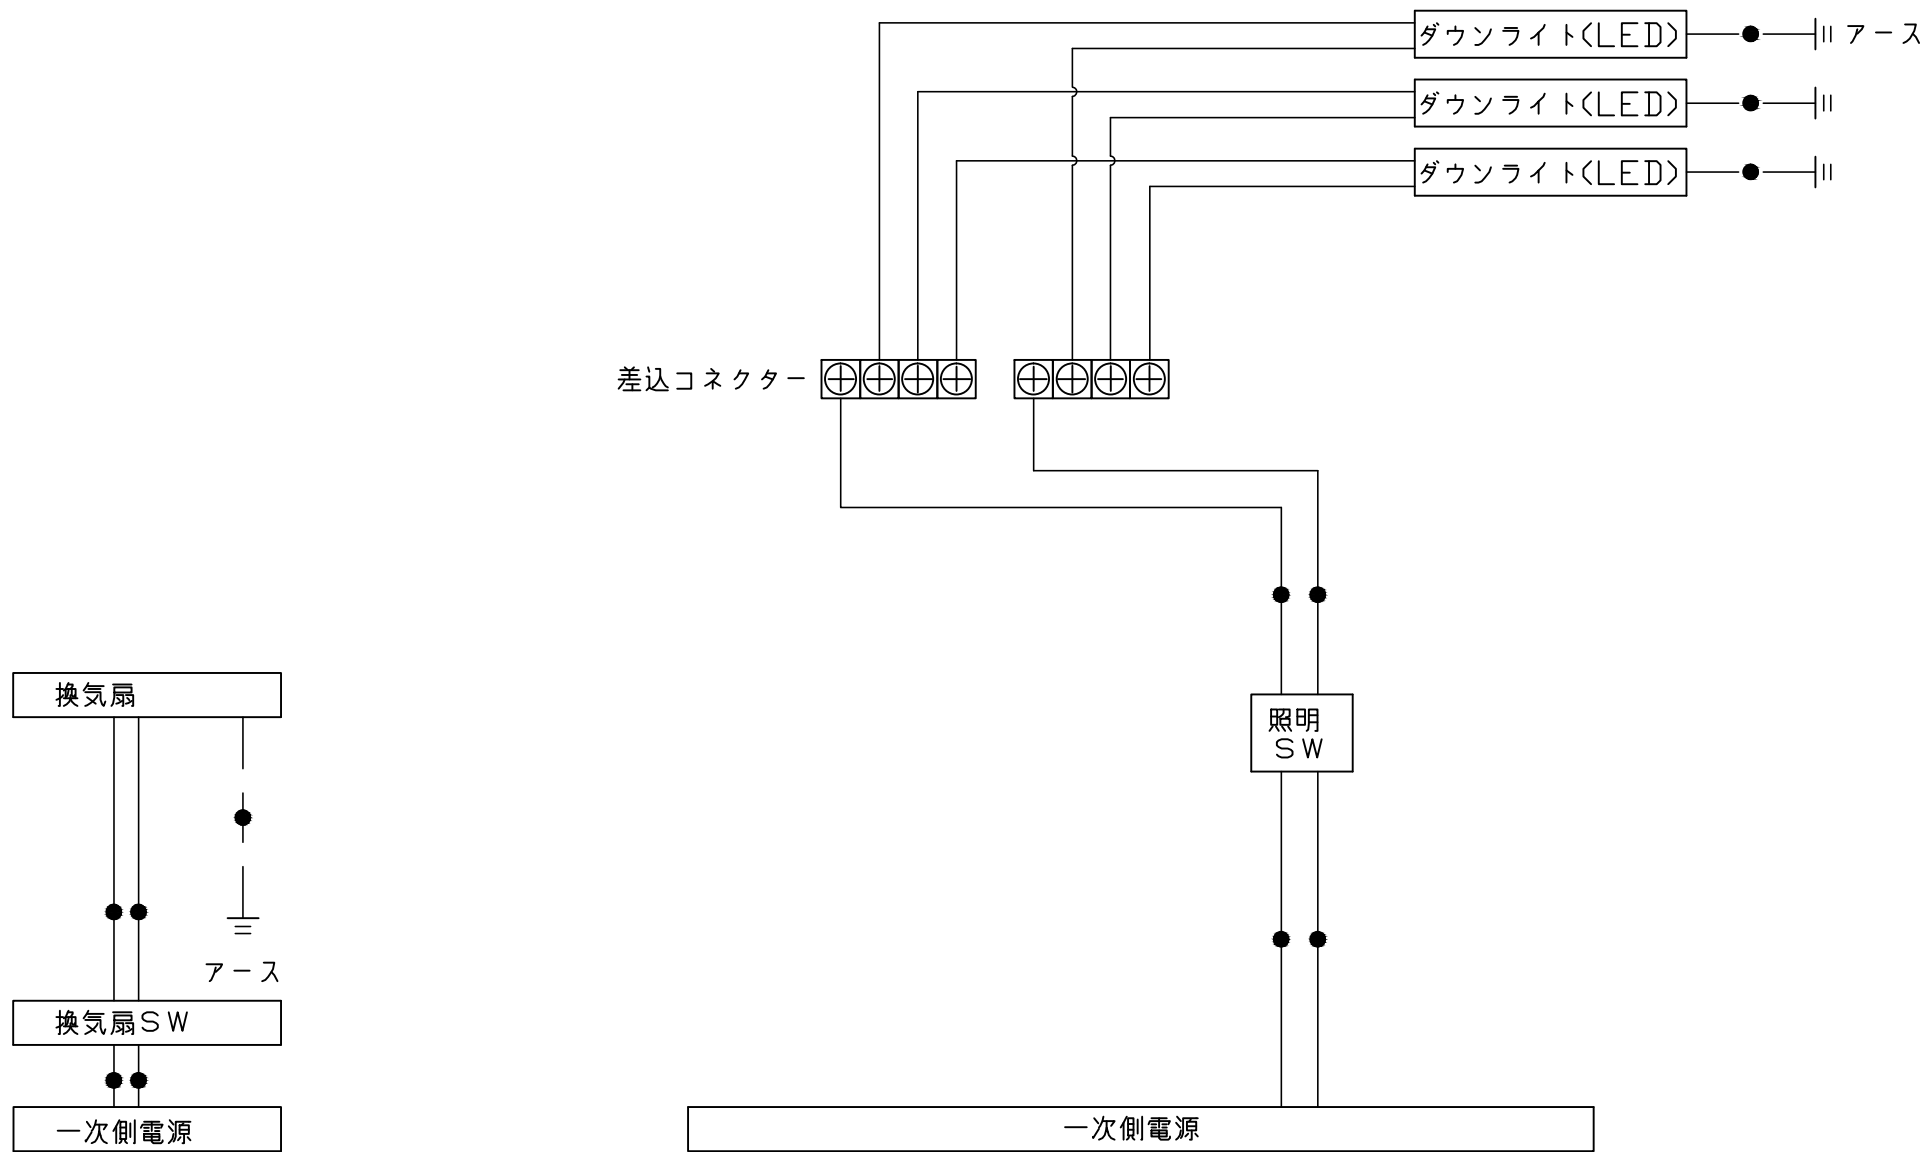 ダウンライト(LED)
アース
ダウンライト(LED)
ダウンライト(LED)
差込コネクター
換気扇
照明
SW
アース
換気扇SW
一次側電源
一次側電源